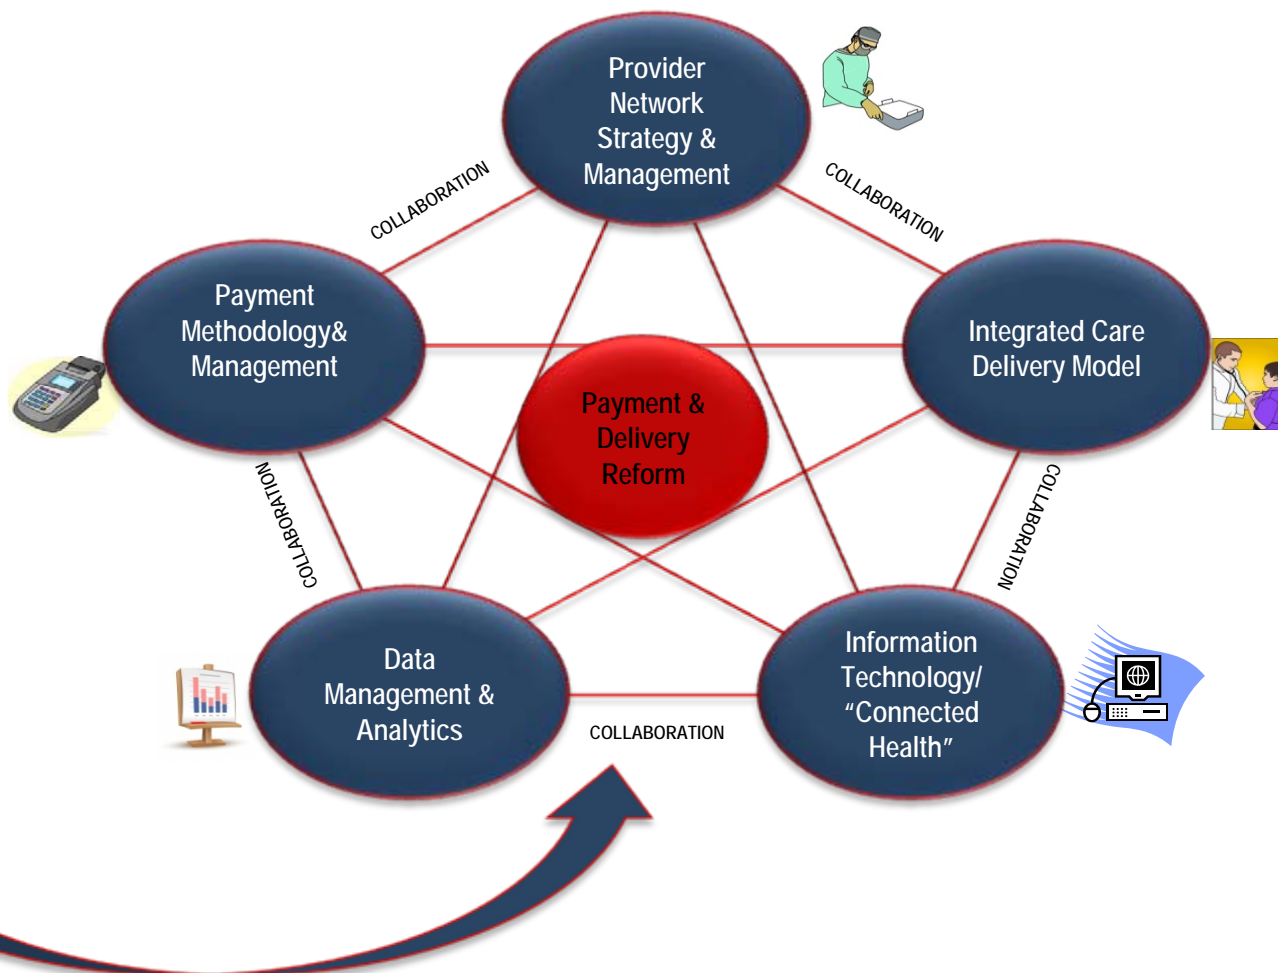 Provider
Network
Strategy &
Management
COLLABORATION
COLLABORATION
Payment
Methodology&
Management
Integrated Care
Delivery Model
Payment &
Delivery
Reform
COLLABORATION
COLLABORATION
Data
Management &
Analytics
Information
Technology/
“Connected
Health”
COLLABORATION